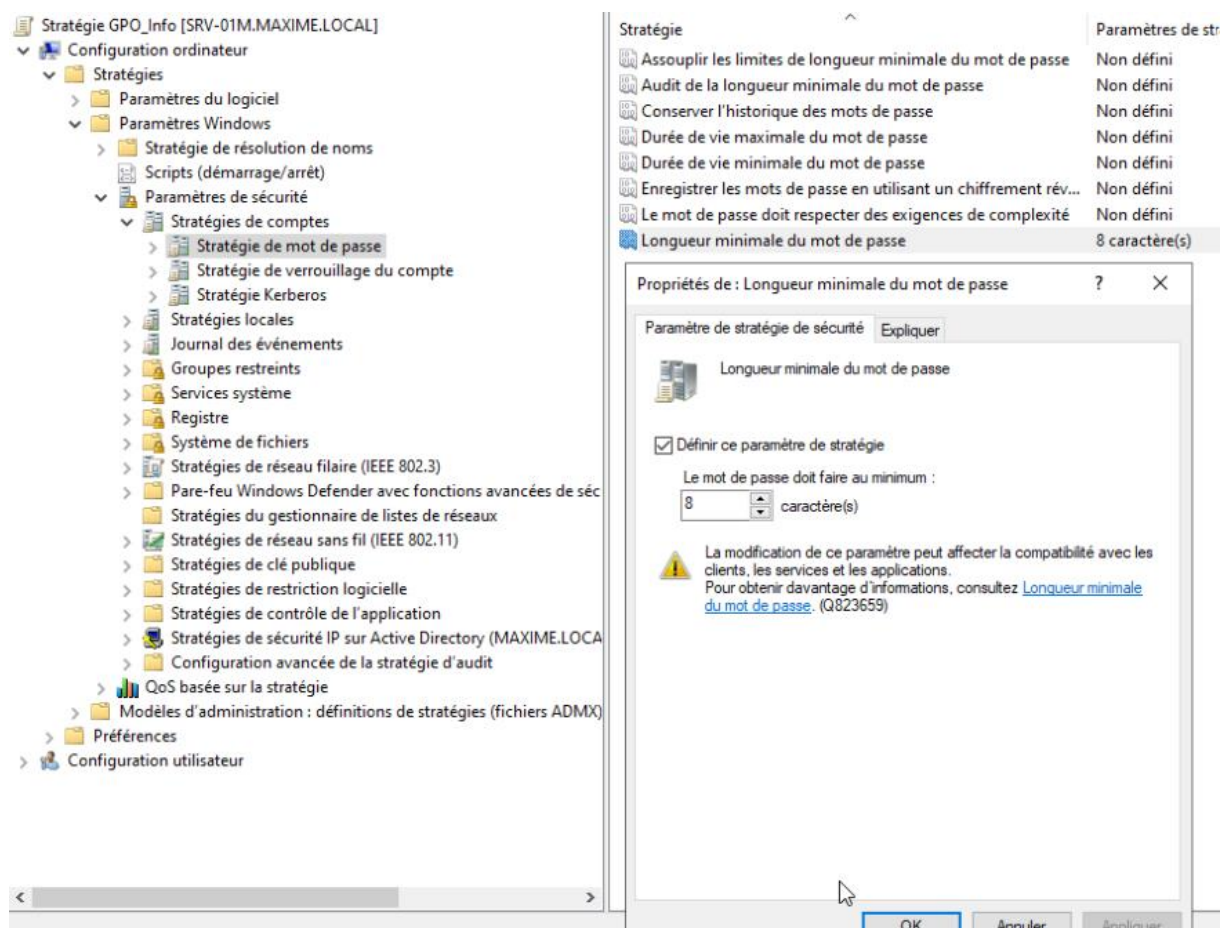 Stratégie GPO_Info [SRV-01M.MAXIME.LOCAL]
Configuration ordinateur
Stratégies
Paramètres du logiciel
Paramètres Windows
Stratégie de résolution de noms
Scripts (démarrage/arrêt)
Paramètres de sécurité
Stratégies de comptes
Stratégie de mot de passe
Stratégie de verrouillage du compte
Stratégie Kerberos
Stratégies locales
Journal des événements
Groupes restreints
Services système
Registre
Système de fichiers
Stratégies de réseau filaire (IEEE 802.3)
Pare-feu Windows Defender avec fonctions avancées de séc
Stratégies du gestionnaire de listes de réseaux
Stratégies de réseau sans fil (IEEE 802.11)
Stratégies de clé publique
Stratégies de restriction logicielle
Stratégies de contrôle de l'application
Stratégies de sécurité IP sur Active Directory (MAXIME.LOCA
Configuration avancée de la stratégie d'audit
QoS basée sur la stratégie
Modèles d'administration : définitions de stratégies (fichiers ADMX)
Préférences
Configuration utilisateur
Stratégie Paramètres de str
Assouplir les limites de longueur minimale du mot de passe Non défini
Audit de la longueur minimale du mot de passe Non défini
Conserver l'historique des mots de passe Non défini
Durée de vie maximale du mot de passe Non défini
Durée de vie minimale du mot de passe Non défini
Enregistrer les mots de passe en utilisant un chiffrement rév... Non défini
Le mot de passe doit respecter des exigences de complexité Non défini
Longueur minimale du mot de passe 8 caractère(s)
Propriétés de : Longueur minimale du mot de passe ?
Paramètre de stratégie de sécurité Expliquer
Longueur minimale du mot de passe
Définir ce paramètre de stratégie
Le mot de passe doit faire au minimum :
8 caractère(s)
La modification de ce paramètre peut affecter la compatibilité avec les
clients, les services et les applications.
Pour obtenir davantage d'informations, consultez Longueur minimale
du mot de passe. (Q823659)
OK Annuler Appliquer